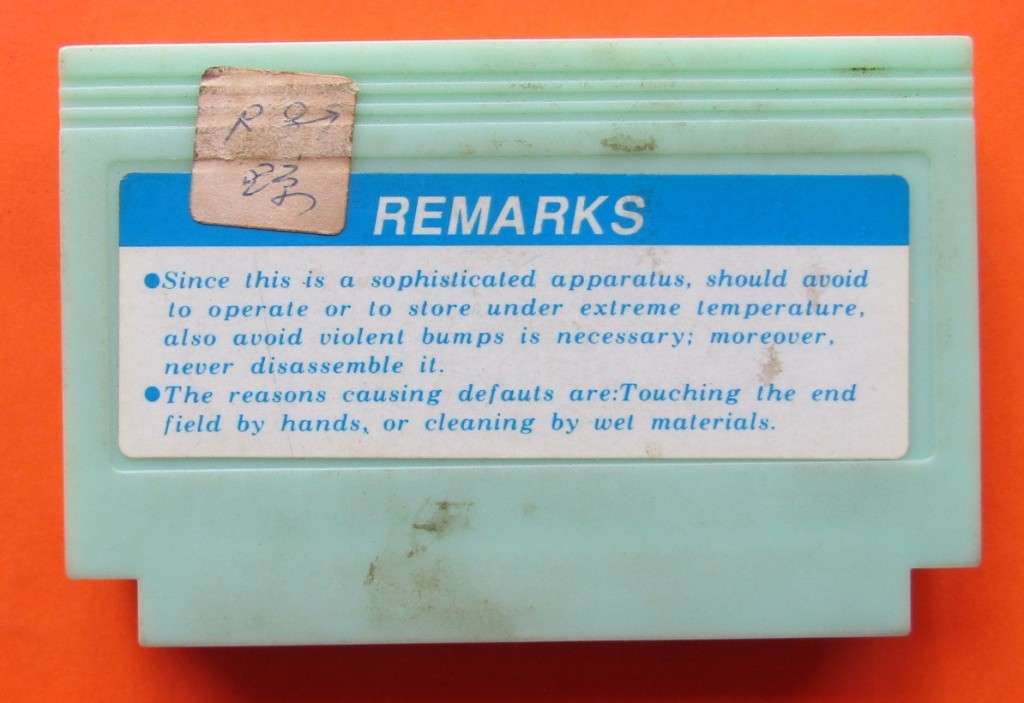 REMARKS
●Since this is a sophisticated apparatus, should avoid
to operate or to store under extreme temperature,
also avoid violent bumps is necessary; moreover,
never disassemble it.
●The reasons causing defauts are:Touching the end
field by hands, or cleaning by wet materials.